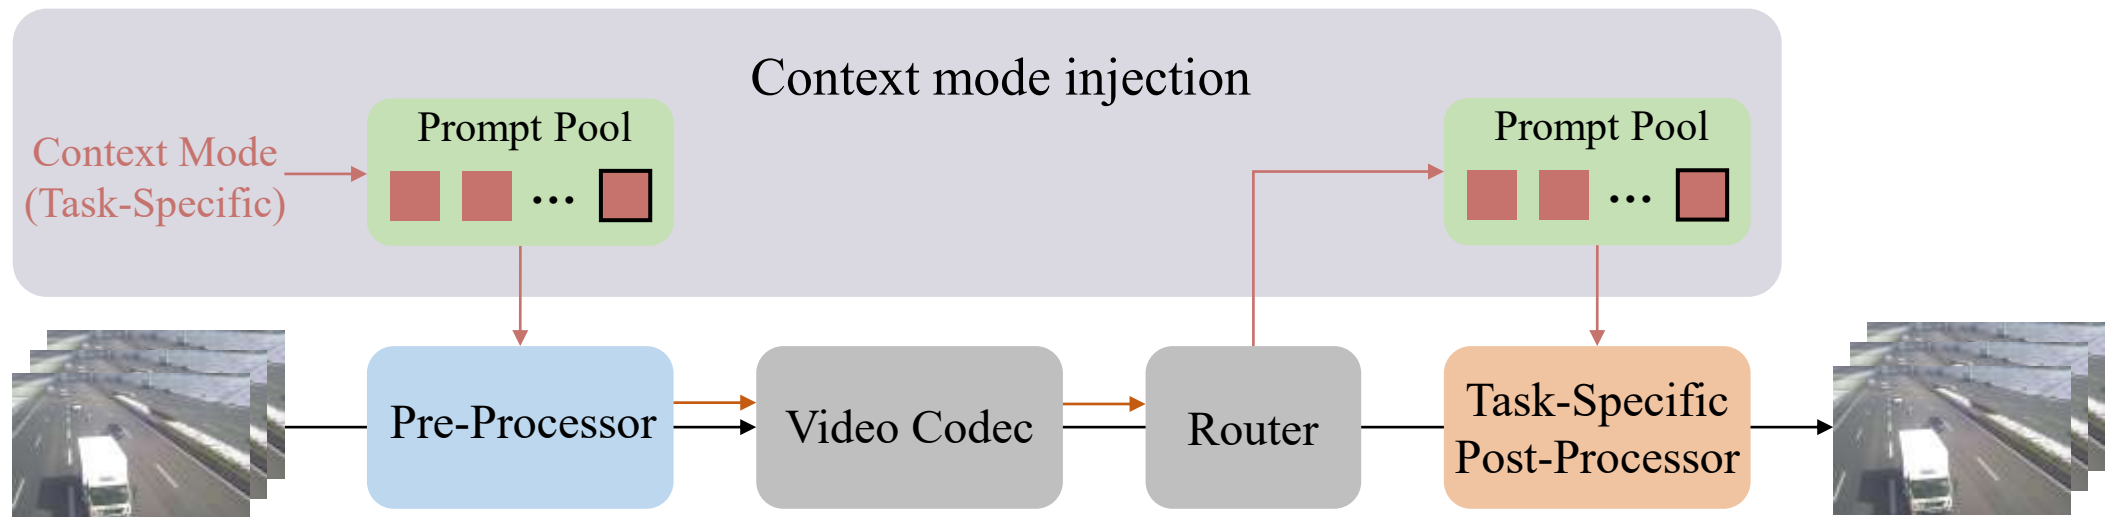 Context mode injection
Prompt Pool
Prompt Pool
Context Mode
(Task-Specific)
...
...
Pre-Processor
Video Codec
Router
Task-Specific
Post-Processor